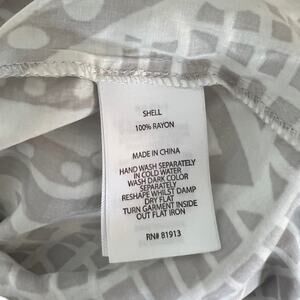 SHELL
100% RAYON
MADE IN CHINA
HAND WASH SEPARATELY
IN COLD WATER
WASH DARK COLOR
SEPARATELY
RESHAPE WHILST DAMP
DRY FLAT
TURN GARMENT INSIDE
OUT FLAT IRON
RN# 81913